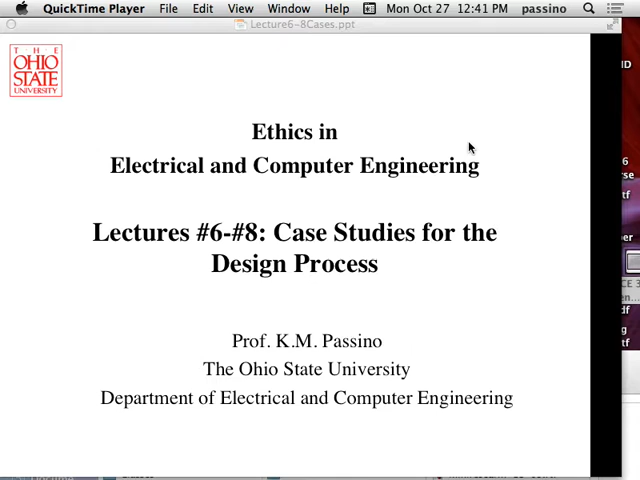 QuickTime Player File Edit View Window Help Mon Oct 27 12:41 PM passino
Lecture6-8Cases.ppt
T · H · E
OHIO
STATE
UNIVERSITY
Ethics in
Electrical and Computer Engineering
Lectures #6-#8: Case Studies for the
Design Process
Prof. K.M. Passino
The Ohio State University
Department of Electrical and Computer Engineering